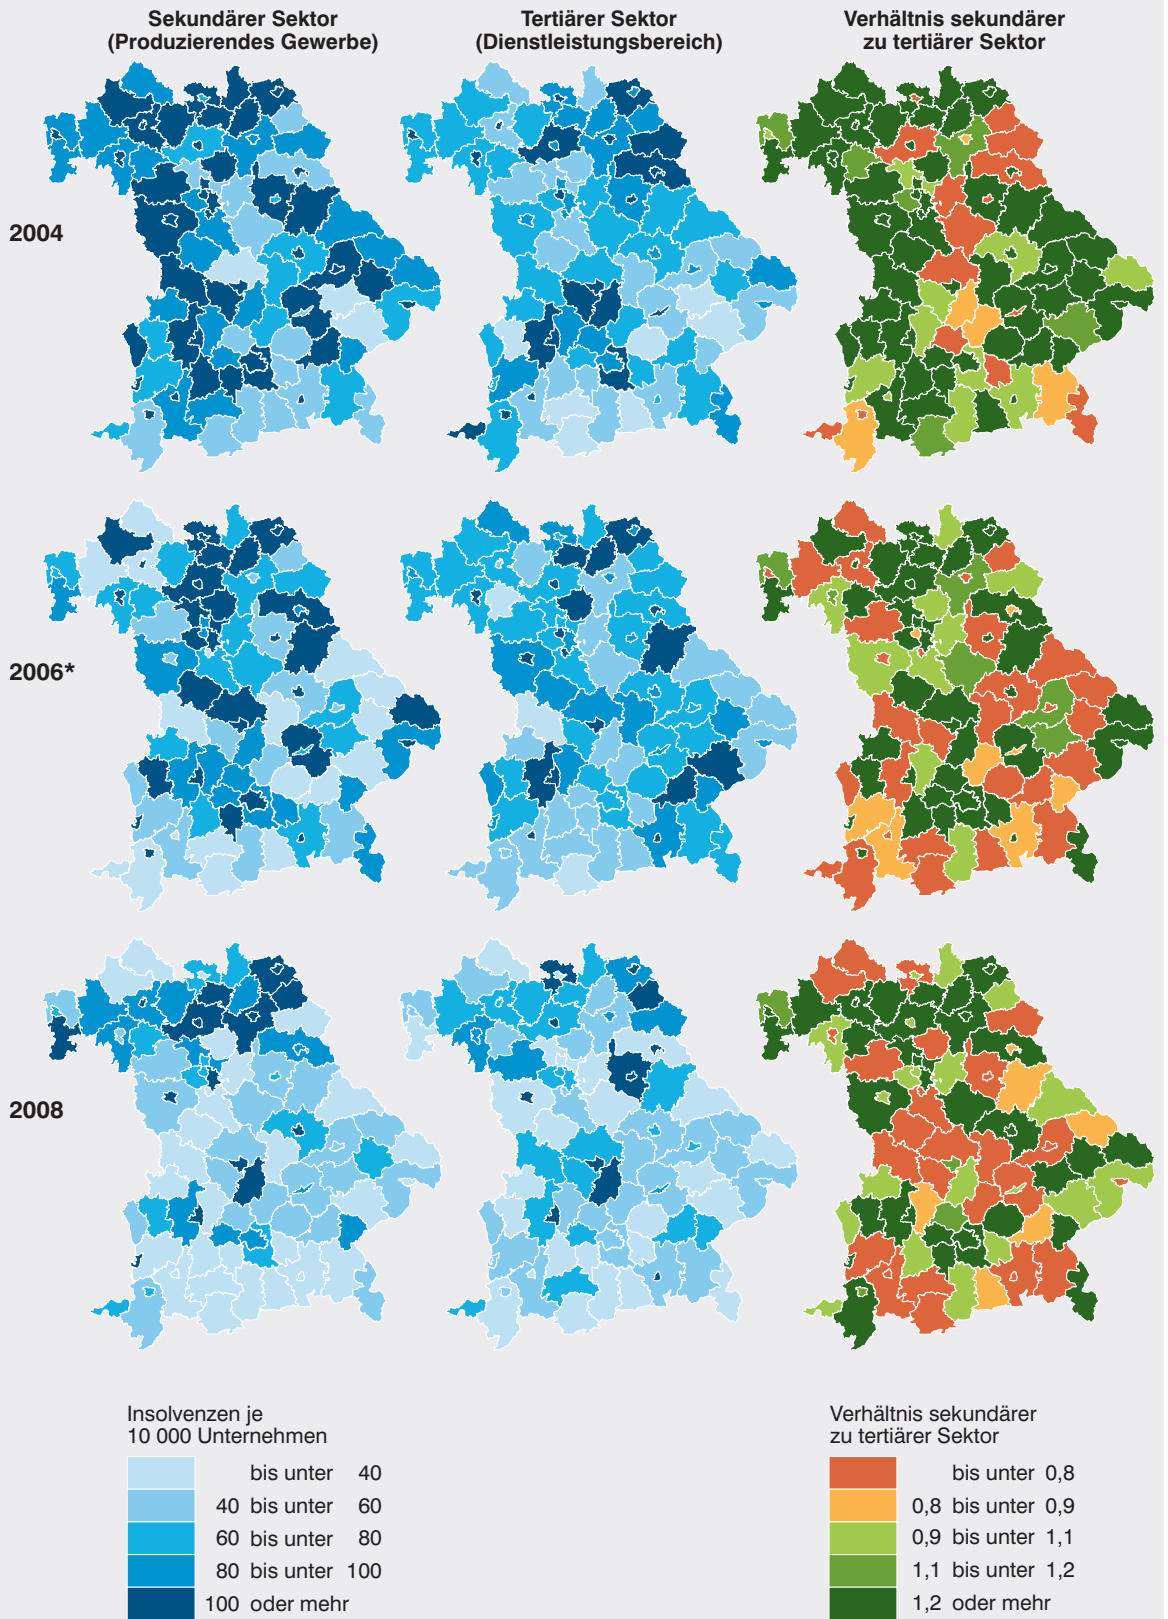 Sekundärer Sektor
(Produzierendes Gewerbe)
Tertiärer Sektor
(Dienstleistungsbereich)
Verhältnis sekundärer
zu tertiärer Sektor
2004
2006*
2008
Insolvenzen je
10 000 Unternehmen
bis unter 40
40 bis unter 60
60 bis unter 80
80 bis unter 100
100 oder mehr
Verhältnis sekundärer
zu tertiärer Sektor
bis unter 0,8
0,8 bis unter 0,9
0,9 bis unter 1,1
1,1 bis unter 1,2
1,2 oder mehr